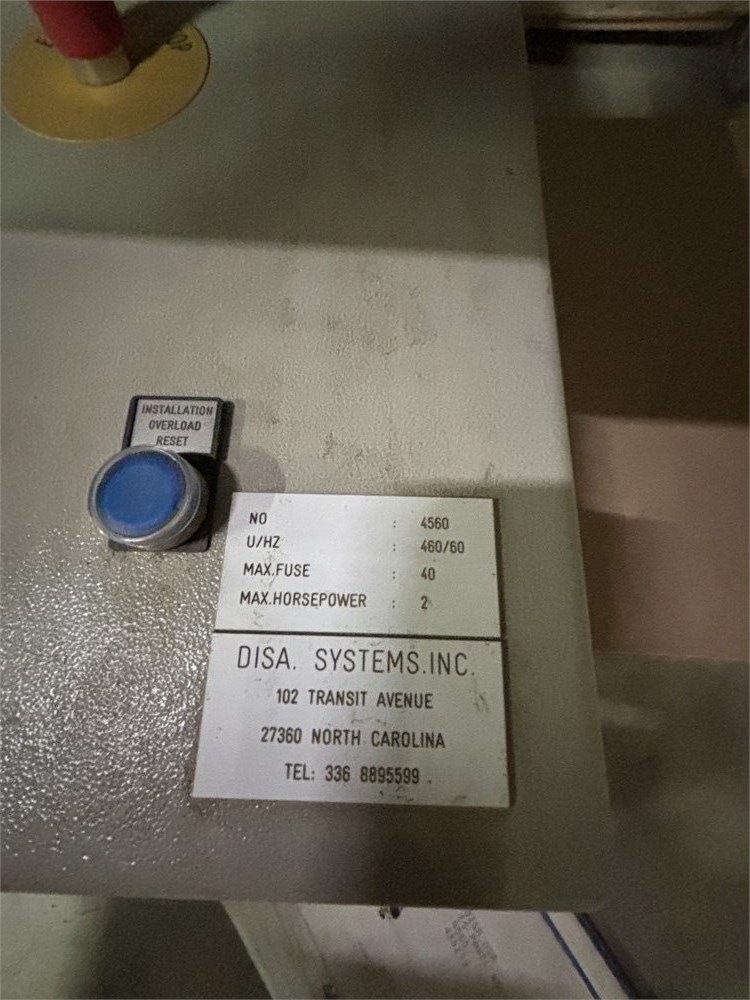 OP
INSTALLATION
OVERLOAD
RESET
NO : 4560
U/HZ : 460/60
MAX.FUSE : 40
MAX.HORSEPOWER : 2
DISA. SYSTEMS.INC.
102 TRANSIT AVENUE
27360 NORTH CAROLINA
TEL: 336 8895599